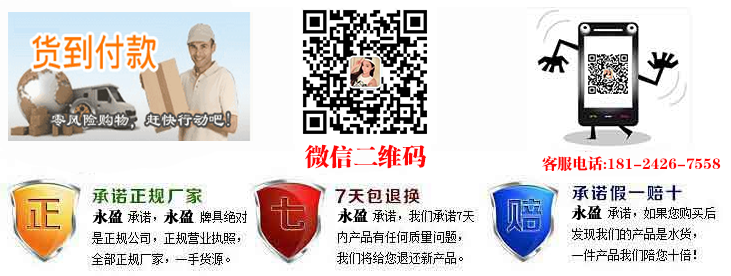 货到付款
零风险购物,赶快行动吧!
微信二维码
客服电话:181-2426-7558
正
承诺正规厂家
永盈 承诺,永盈 牌具绝对
是正规公司,正规营业执照,
全部正规厂家,一手货源。
七
7天包退换
永盈 承诺,我们承诺7天
内产品有任何质量问题,
我们将给您退还新产品。
赔
承诺假一赔十
永盈 承诺,如果您购买后
发现我们的产品是水货,
一件产品我们赔您十倍!